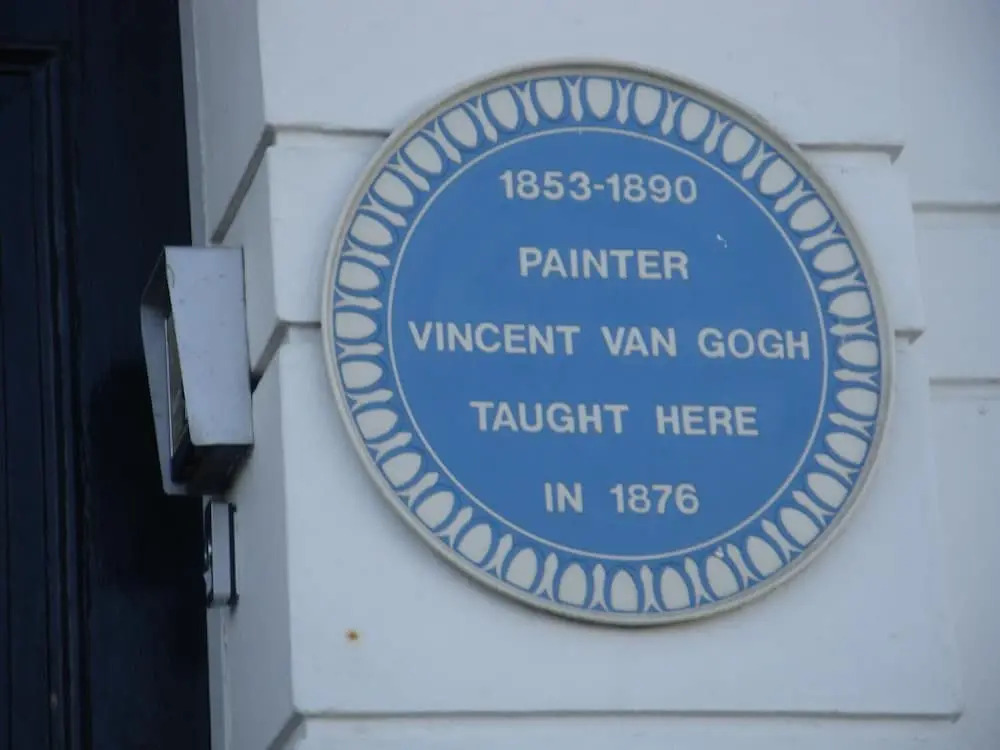 1853-1890
PAINTER
VINCENT VAN GOGH
TAUGHT HERE
IN 1876